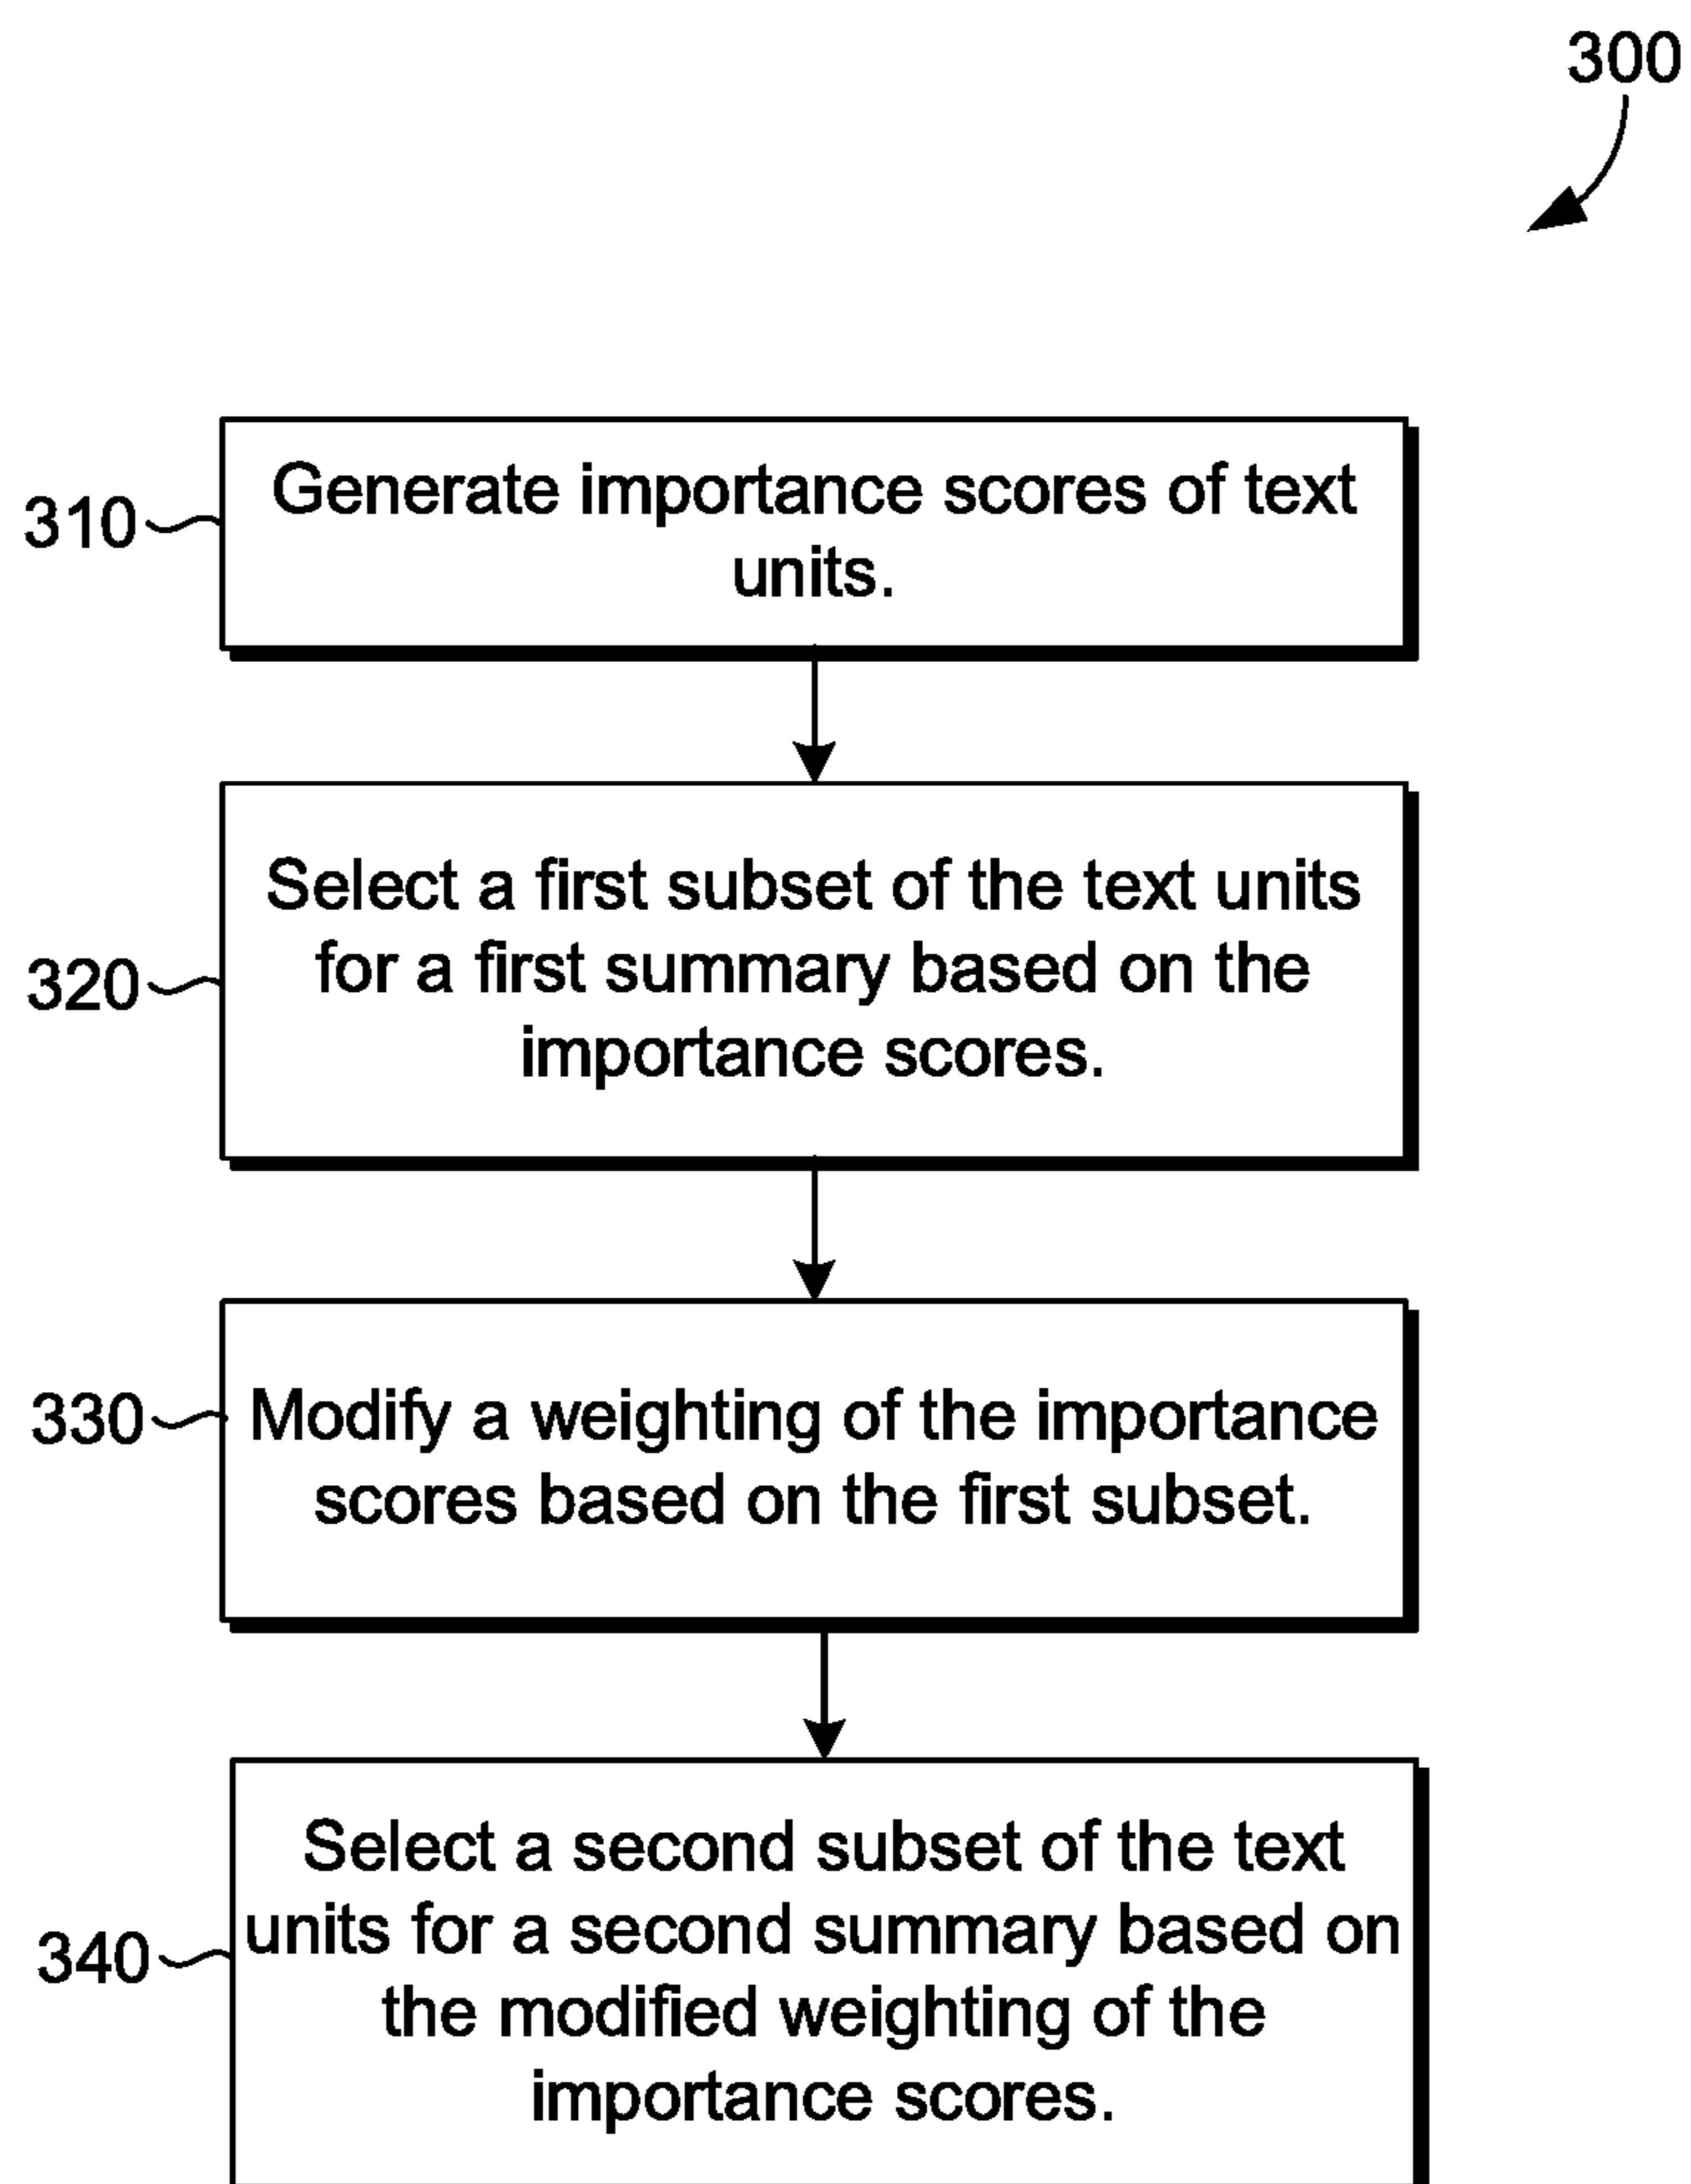 300
310
Generate importance scores of text
units.
320
Select a first subset of the text units
for a first summary based on the
importance scores.
330
Modify a weighting of the importance
scores based on the first subset.
340
Select a second subset of the text
units for a second summary based on
the modified weighting of the
importance scores.